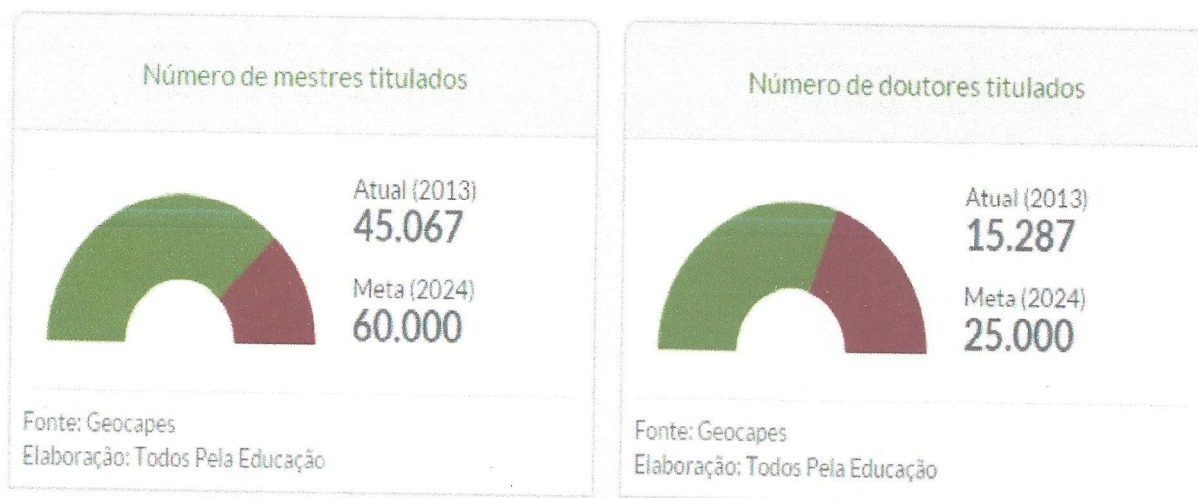 Número de mestres titulados
Atual (2013)
45.067
Meta (2024)
60.000
Fonte: Geocapes
Elaboração: Todos Pela Educação
Número de doutores titulados
Atual (2013)
15.287
Meta (2024)
25.000
Fonte: Geocapes
Elaboração: Todos Pela Educação